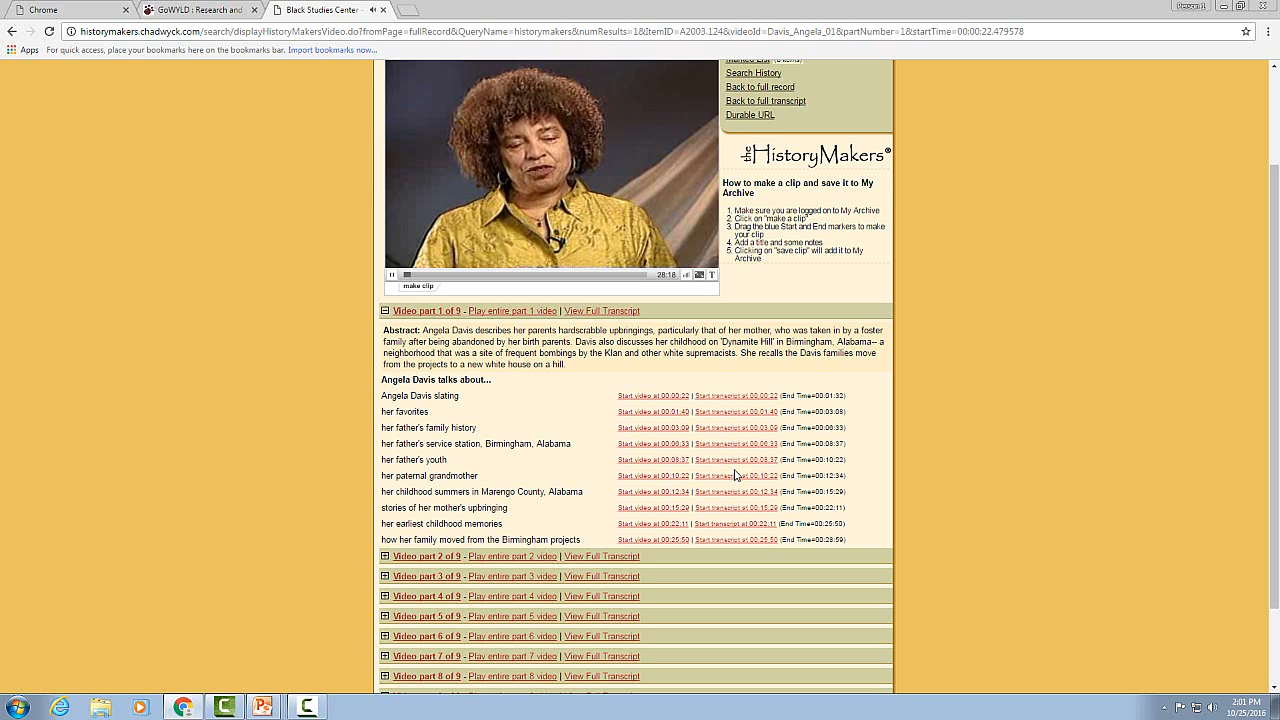 Chrome
GoWYLD : Research and
Black Studies Center -
Person 1
historymakers.chadwyck.com/search/displayHistoryMakersVideo.do?fromPage=fullRecord&QueryName=historymakers&numResults=1&ItemID=A2003.124&videoId=Davis_Angela_01&partNumber=1&startTime=00:00:22.479578
Apps For quick access, place your bookmarks here on the bookmarks bar. Import bookmarks now...
Search History
Back to full record
Back to full transcript
Durable URL
the HistoryMakers®
How to make a clip and save it to My
Archive
1. Make sure you are logged on to My Archive
2. Click on "make a clip"
3. Drag the blue Start and End markers to make
your clip
4. Add a title and some notes
5. Clicking on "save clip" will add it to My
Archive
28:18 T
make clip
Video part 1 of 9 - Play entire part 1 video | View Full Transcript
Abstract: Angela Davis describes her parents hardscrabble upbringings, particularly that of her mother, who was taken in by a foster
family after being abandoned by her birth parents. Davis also discusses her childhood on 'Dynamite Hill' in Birmingham, Alabama-- a
neighborhood that was a site of frequent bombings by the Klan and other white supremacists. She recalls the Davis families move
from the projects to a new white house on a hill.
Angela Davis talks about...
Angela Davis slating Start video at 00:00:22 | Start transcript at 00:00:22 (End Time=00:01:32)
her favorites Start video at 00:01:40 | Start transcript at 00:01:40 (End Time=00:03:08)
her father's family history Start video at 00:03:09 | Start transcript at 00:03:09 (End Time=00:06:33)
her father's service station, Birmingham, Alabama Start video at 00:06:33 | Start transcript at 00:06:33 (End Time=00:08:37)
her father's youth Start video at 00:08:37 | Start transcript at 00:08:37 (End Time=00:10:22)
her paternal grandmother Start video at 00:10:22 | Start transcript at 00:10:22 (End Time=00:12:34)
her childhood summers in Marengo County, Alabama Start video at 00:12:34 | Start transcript at 00:12:34 (End Time=00:15:29)
stories of her mother's upbringing Start video at 00:15:29 | Start transcript at 00:15:29 (End Time=00:22:11)
her earliest childhood memories Start video at 00:22:11 | Start transcript at 00:22:11 (End Time=00:25:50)
how her family moved from the Birmingham projects Start video at 00:25:50 | Start transcript at 00:25:50 (End Time=00:28:59)
Video part 2 of 9 - Play entire part 2 video | View Full Transcript
Video part 3 of 9 - Play entire part 3 video | View Full Transcript
Video part 4 of 9 - Play entire part 4 video | View Full Transcript
Video part 5 of 9 - Play entire part 5 video | View Full Transcript
Video part 6 of 9 - Play entire part 6 video | View Full Transcript
Video part 7 of 9 - Play entire part 7 video | View Full Transcript
Video part 8 of 9 - Play entire part 8 video | View Full Transcript
2:01 PM
10/25/2016